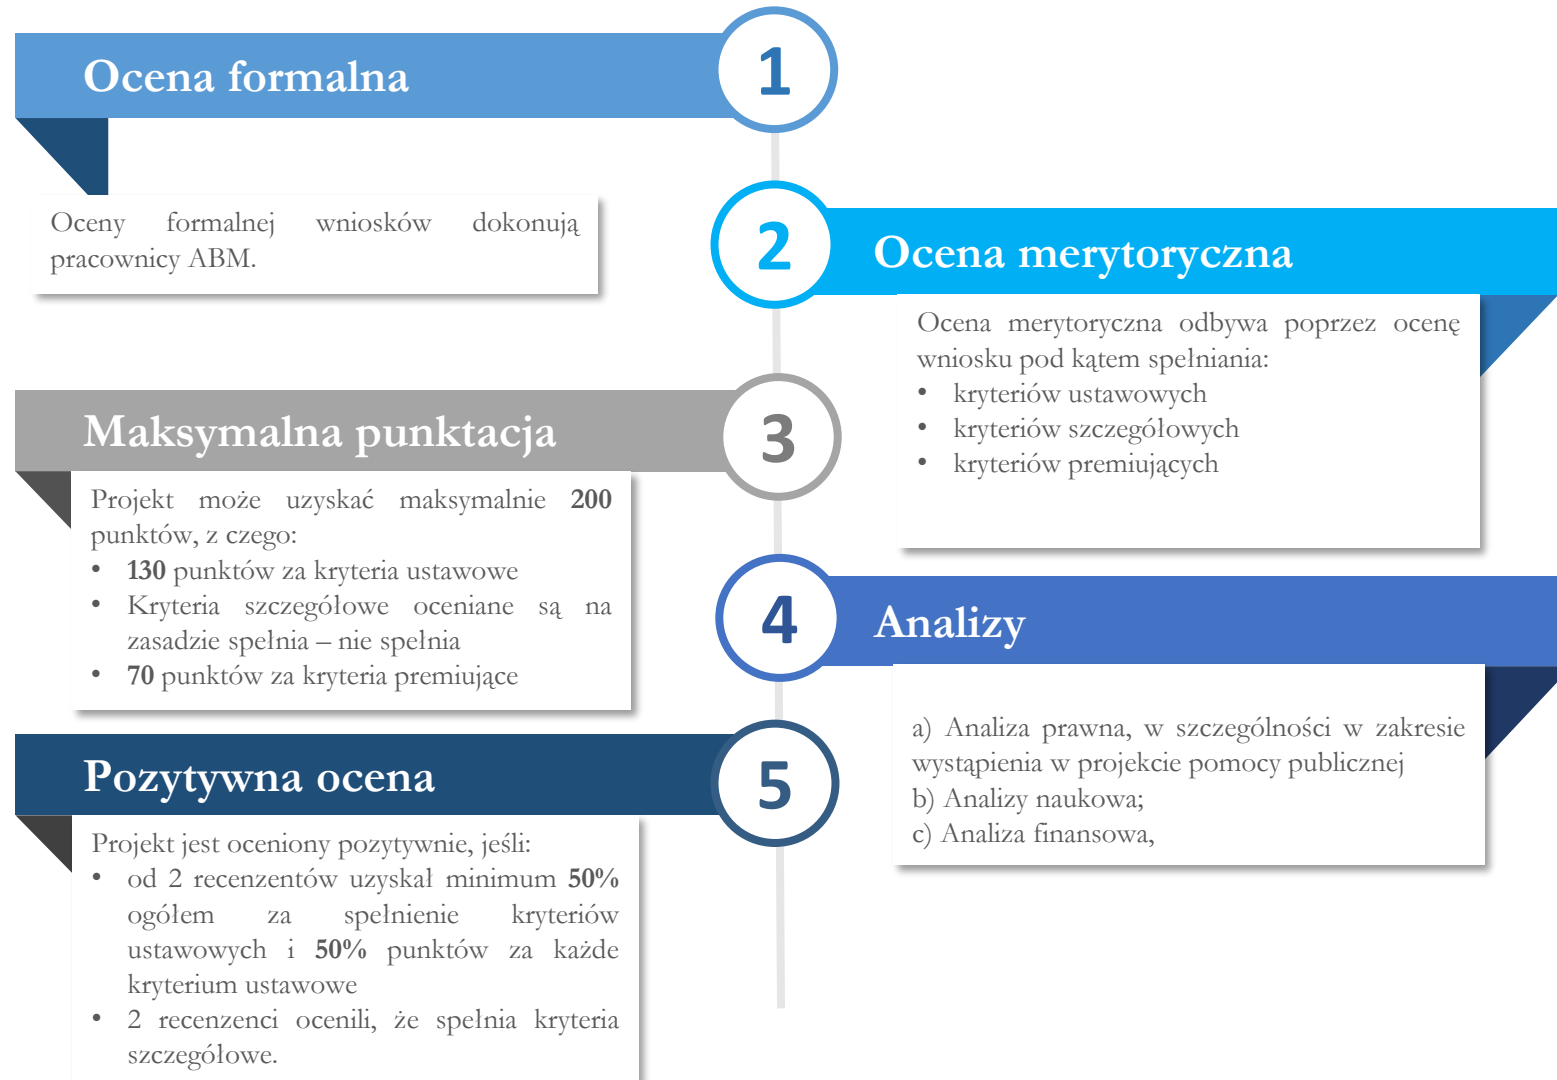 1
Ocena formalna
Oceny formalnej wniosków dokonują
pracownicy ABM.
2
Ocena merytoryczna
Ocena merytoryczna odbywa poprzez ocenę
wniosku pod kątem spełniania:
• kryteriów ustawowych
• kryteriów szczegółowych
• kryteriów premiujących
3
Maksymalna punktacja
Projekt może uzyskać maksymalnie 200
punktów, z czego:
• 130 punktów za kryteria ustawowe
• Kryteria szczegółowe oceniane są na
zasadzie spełnia – nie spełnia
• 70 punktów za kryteria premiujące
4
Analizy
a) Analiza prawna, w szczególności w zakresie
wystąpienia w projekcie pomocy publicznej
b) Analizy naukowa;
c) Analiza finansowa,
5
Pozytywna ocena
Projekt jest oceniony pozytywnie, jeśli:
• od 2 recenzentów uzyskał minimum 50%
ogółem za spełnienie kryteriów
ustawowych i 50% punktów za każde
kryterium ustawowe
• 2 recenzenci ocenili, że spełnia kryteria
szczegółowe.